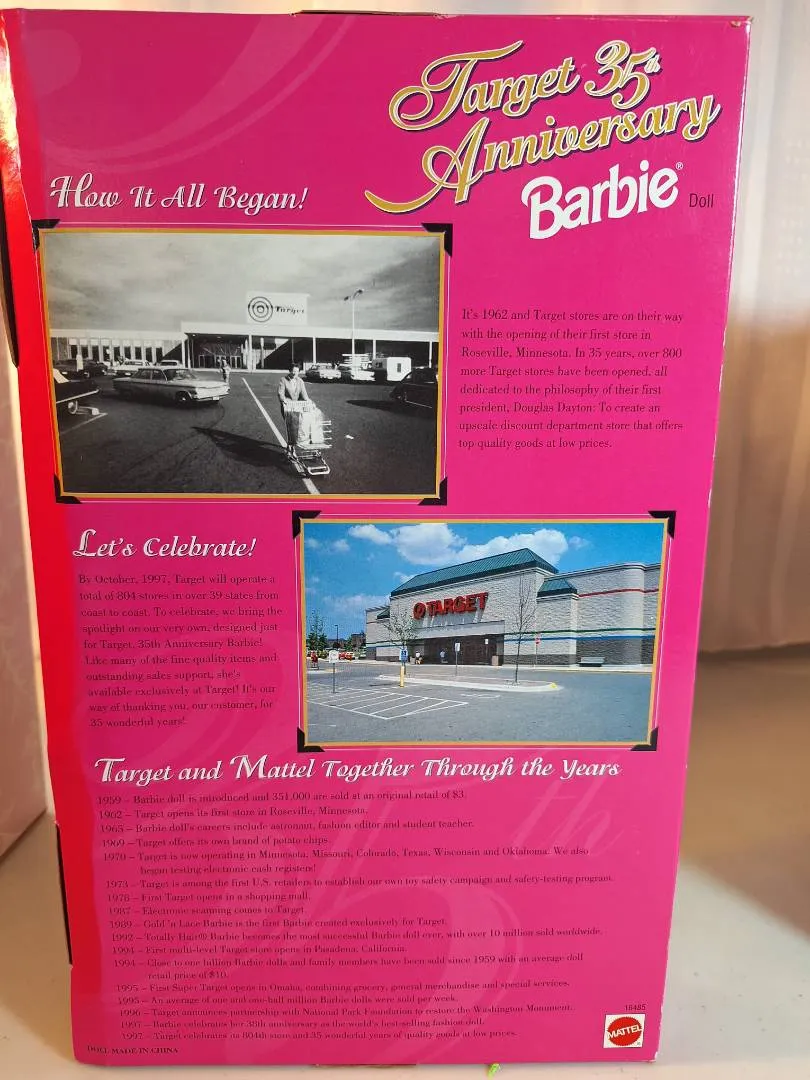 Target 35th
Anniversary
Barbie® Doll
How It All Began!
Target
It's 1962 and Target stores are on their way
with the opening of their first store in
Roseville, Minnesota. In 35 years, over 800
more Target stores have been opened, all
dedicated to the philosophy of their first
president, Douglas Dayton: To create an
upscale discount department store that offers
top quality goods at low prices.
Let's Celebrate!
By October, 1997, Target will operate a
total of 804 stores in over 39 states from
coast to coast. To celebrate, we bring the
spotlight on our very own, designed just
for Target, 35th Anniversary Barbie!
Like many of the fine quality items and
outstanding sales support, she's
available exclusively at Target! It's our
way of thanking you, our customer, for
35 wonderful years!
TARGET
Target and Mattel Together Through the Years
1959 – Barbie doll is introduced and 351,000 are sold at an original retail of $3.
1962 – Target opens its first store in Roseville, Minnesota.
1965 – Barbie doll's careers include astronaut, fashion editor and student teacher.
1969 – Target offers its own brand of potato chips.
1970 – Target is now operating in Minnesota, Missouri, Colorado, Texas, Wisconsin and Oklahoma. We also
began testing electronic cash registers!
1973 – Target is among the first U.S. retailers to establish our own toy safety campaign and safety-testing program.
1978 – First Target opens in a shopping mall.
1987 – Electronic scanning comes to Target.
1989 – Gold 'n Lace Barbie is the first Barbie created exclusively for Target.
1992 – Totally Hair® Barbie becomes the most successful Barbie doll ever, with over 10 million sold worldwide.
1994 – First multi-level Target store opens in Pasadena, California.
1994 – Close to one billion Barbie dolls and family members have been sold since 1959 with an average doll
retail price of $10.
1995 – First Super Target opens in Omaha, combining grocery, general merchandise and special services.
1995 – An average of one and one-half million Barbie dolls were sold per week.
1996 – Target announces partnership with National Park Foundation to restore the Washington Monument.
1997 – Barbie celebrates her 38th anniversary as the world's best-selling fashion doll.
1997 – Target celebrates its 804th store and 35 wonderful years of quality goods at low prices.
16485
MATTEL
DOLL MADE IN CHINA